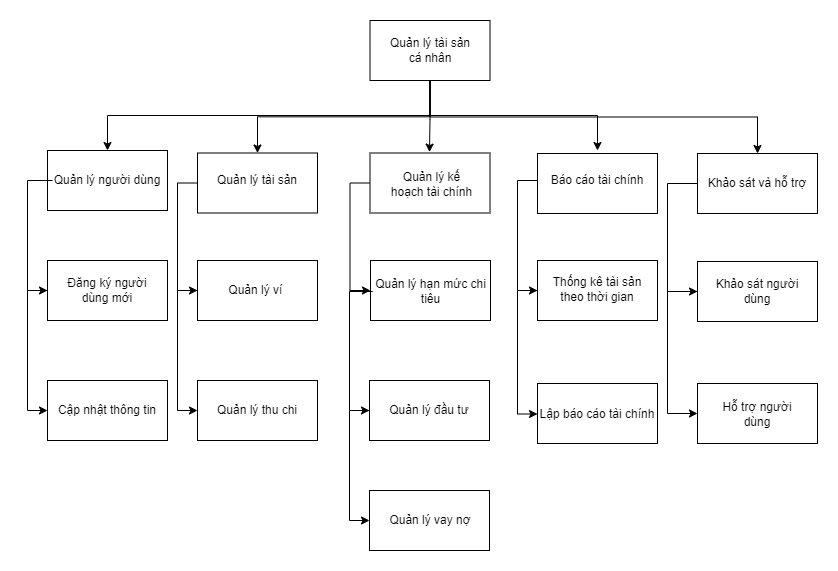 Quản lý tài sản
cá nhân
Quản lý người dùng
Quản lý tài sản
Quản lý kế
hoạch tài chính
Báo cáo tài chính
Khảo sát và hỗ trợ
Đăng ký người
dùng mới
Quản lý ví
Quản lý hạn mức chi
tiêu
Thống kê tài sản
theo thời gian
Khảo sát người
dùng
Cập nhật thông tin
Quản lý thu chi
Quản lý đầu tư
Lập báo cáo tài chính
Hỗ trợ người
dùng
Quản lý vay nợ